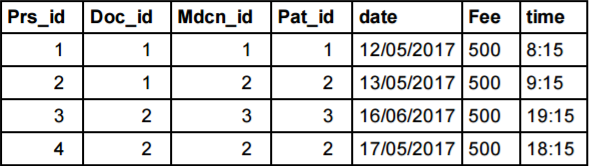 Prs_id Doc_id Mdcn_id Pat_id date Fee time
1 1 1 1 12/05/2017 500 8:15
2 1 2 2 13/05/2017 500 9:15
3 2 3 3 16/06/2017 500 19:15
4 2 2 2 17/05/2017 500 18:15